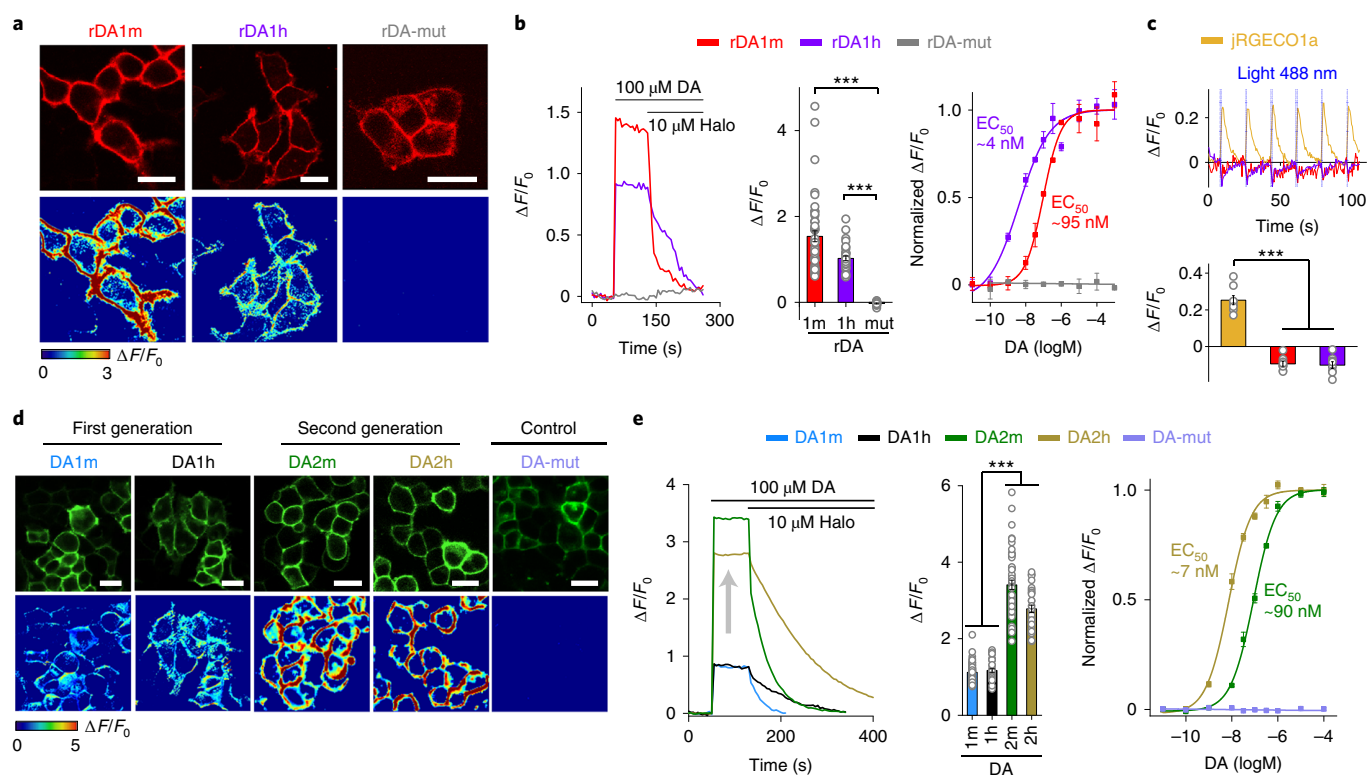 a
rDA1m rDA1h rDA-mut
ΔF/F0
0 3
b
rDA1m rDA1h rDA-mut
100 μM DA
10 μM Halo
1.5
1.0
0.5
0
ΔF/F0
0 150 300
Time (s)
***
***
4
2
0
ΔF/F0
1m 1h mut
rDA
1.0
0.5
0
Normalized ΔF/F0
EC50
~4 nM
EC50
~95 nM
−10 −8 −6 −4
DA (logM)
c
jRGECO1a
Light 488 nm
0.2
0
ΔF/F0
0 50 100
Time (s)
***
0.4
0.2
0
0.2
ΔF/F0
d
First generation Second generation Control
DA1m DA1h DA2m DA2h DA-mut
ΔF/F0
0 5
e
DA1m DA1h DA2m DA2h DA-mut
100 μM DA
10 μM Halo
4
3
2
1
0
ΔF/F0
0 200 400
Time (s)
***
6
4
2
0
ΔF/F0
1m 1h 2m 2h
DA
1.0
0.5
0
Normalized ΔF/F0
EC50
~7 nM
EC50
~90 nM
−10 −8 −6 −4
DA (logM)